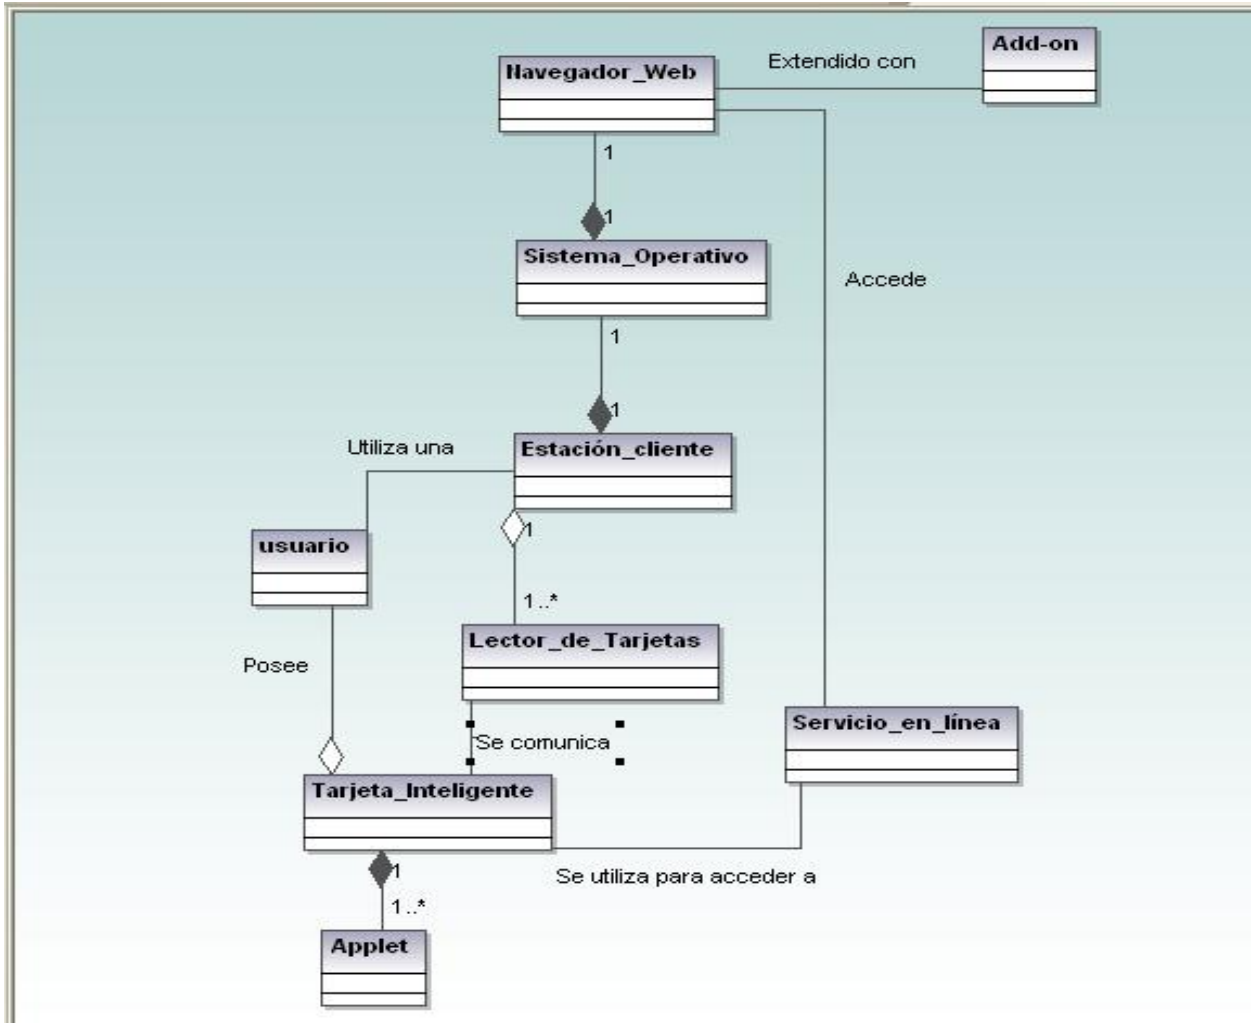 Add-on
Extendido con
Navegador_Web
1
1
Sistema_Operativo
Accede
1
1
Utiliza una
Estación_cliente
1
usuario
1..*
Lector_de_Tarjetas
Posee
Servicio_en_línea
Se comunica
Tarjeta_Inteligente
1
Se utiliza para acceder a
1..*
Applet